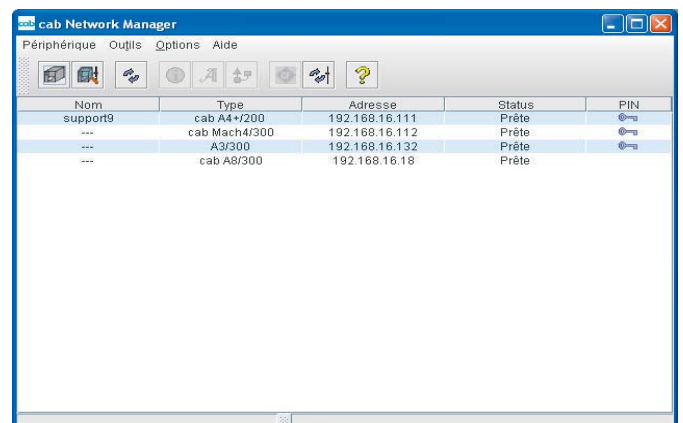 cab cab Network Manager
Périphérique Outils Options Aide
Nom Type Adresse Status PIN
support9 cab A4+/200 192.168.16.111 Prête
--- cab Mach4/300 192.168.16.112 Prête
--- A3/300 192.168.16.132 Prête
--- cab A8/300 192.168.16.18 Prête